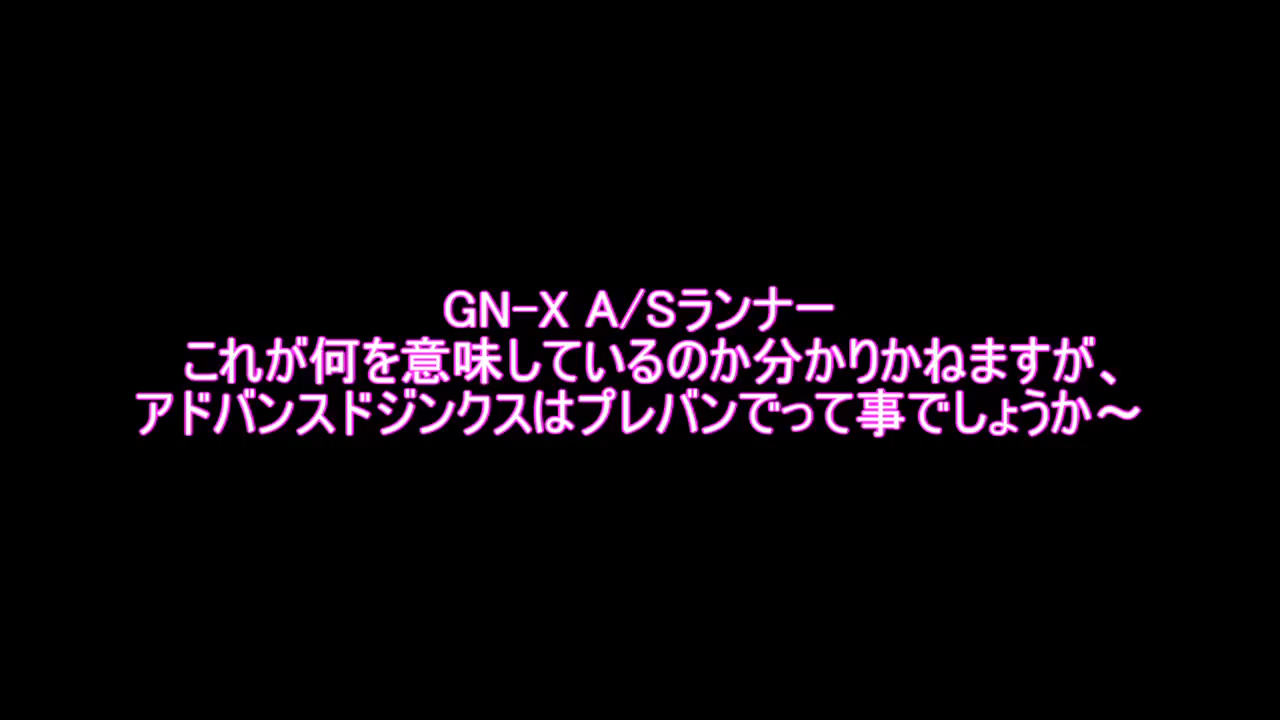 GN-X A/Sランナー
これが何を意味しているのか分かりかねますが、
アドバンスドジンクスはプレバンでって事でしょうか～